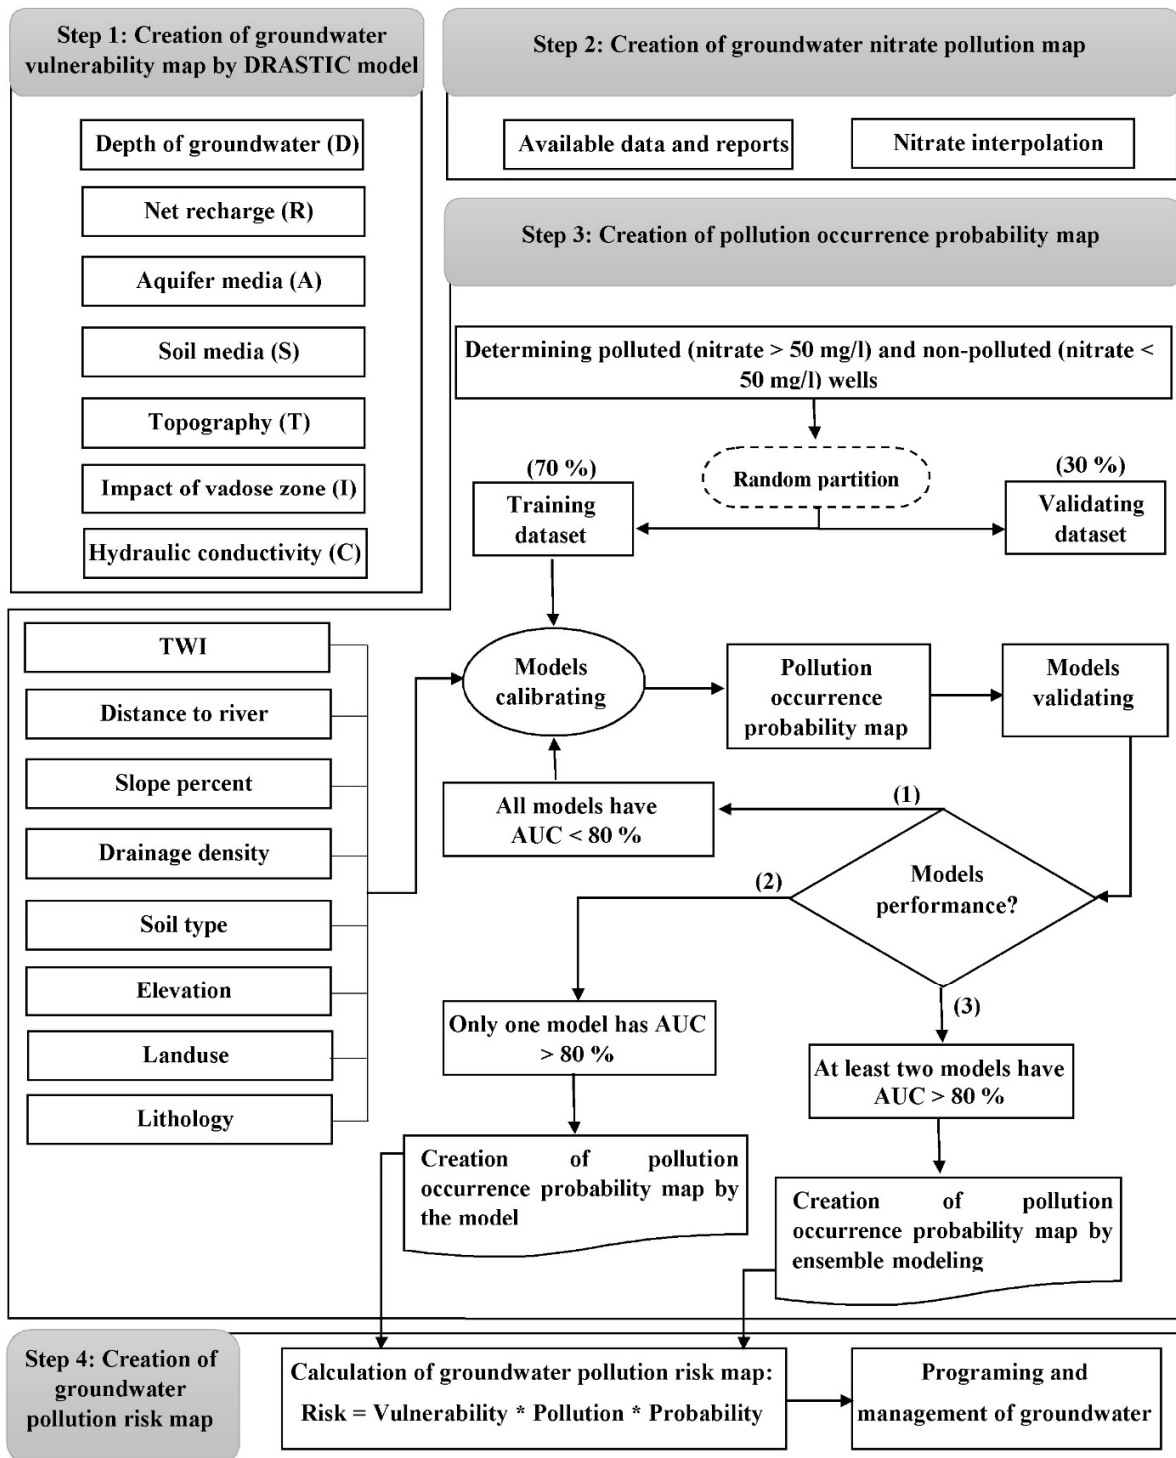 Step 1: Creation of groundwater
vulnerability map by DRASTIC model
Depth of groundwater (D)
Net recharge (R)
Aquifer media (A)
Soil media (S)
Topography (T)
Impact of vadose zone (I)
Hydraulic conductivity (C)
Step 2: Creation of groundwater nitrate pollution map
Available data and reports
Nitrate interpolation
Step 3: Creation of pollution occurrence probability map
Determining polluted (nitrate > 50 mg/l) and non-polluted (nitrate <
50 mg/l) wells
Random partition
(70 %)
Training
dataset
(30 %)
Validating
dataset
TWI
Distance to river
Slope percent
Drainage density
Soil type
Elevation
Landuse
Lithology
Models
calibrating
Pollution
occurrence
probability map
Models
validating
(1)
All models have
AUC < 80 %
Models
performance?
(2)
Only one model has AUC
> 80 %
(3)
At least two models have
AUC > 80 %
Creation of pollution
occurrence probability map by
the model
Creation of pollution
occurrence probability map by
ensemble modeling
Step 4: Creation of
groundwater
pollution risk map
Calculation of groundwater pollution risk map:
Risk = Vulnerability * Pollution * Probability
Programing and
management of groundwater